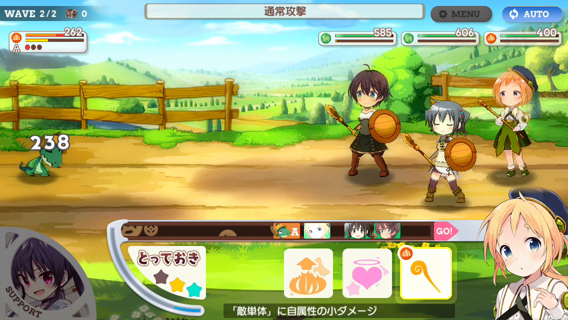 WAVE 2/2 0
通常攻撃
MENU
AUTO
262
A
585
606
400
238
A
GO!
とっておき
SUPPORT
「敵単体」に自属性の小ダメージ